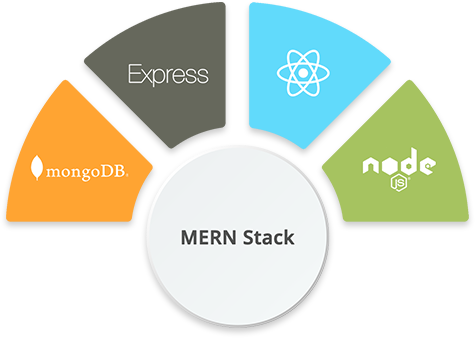 Express
mongoDB®
node
JS
MERN Stack